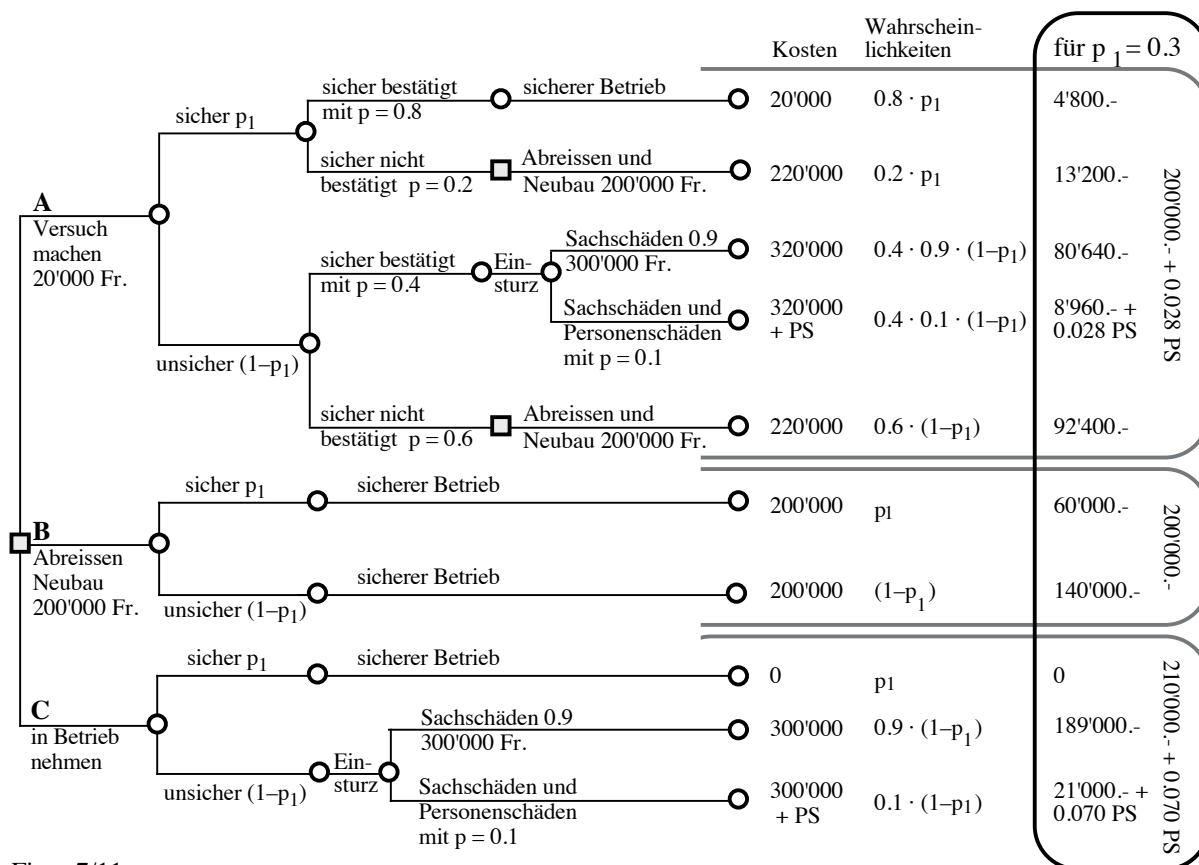 Kosten
Wahrschein-
lichkeiten
für p1 = 0.3
sicher p1
sicher bestätigt
mit p = 0.8
sicherer Betrieb
20'000
0.8 · p1
4'800.-
sicher nicht
bestätigt p = 0.2
Abreissen und
Neubau 200'000 Fr.
220'000
0.2 · p1
13'200.-
A
Versuch
machen
20'000 Fr.
unsicher (1–p1)
sicher bestätigt
mit p = 0.4
Ein-
sturz
Sachschäden 0.9
300'000 Fr.
320'000
0.4 · 0.9 · (1–p1)
80'640.-
Sachschäden und
Personenschäden
mit p = 0.1
320'000
+ PS
0.4 · 0.1 · (1–p1)
8'960.- +
0.028 PS
sicher nicht
bestätigt p = 0.6
Abreissen und
Neubau 200'000 Fr.
220'000
0.6 · (1–p1)
92'400.-
200'000.- + 0.028 PS
B
Abreissen
Neubau
200'000 Fr.
sicher p1
sicherer Betrieb
200'000
p1
60'000.-
unsicher (1–p1)
sicherer Betrieb
200'000
(1–p1)
140'000.-
200'000.-
C
in Betrieb
nehmen
sicher p1
sicherer Betrieb
0
p1
0
unsicher (1–p1)
Ein-
sturz
Sachschäden 0.9
300'000 Fr.
300'000
0.9 · (1–p1)
189'000.-
Sachschäden und
Personenschäden
mit p = 0.1
300'000
+ PS
0.1 · (1–p1)
21'000.- +
0.070 PS
210'000.- + 0.070 PS